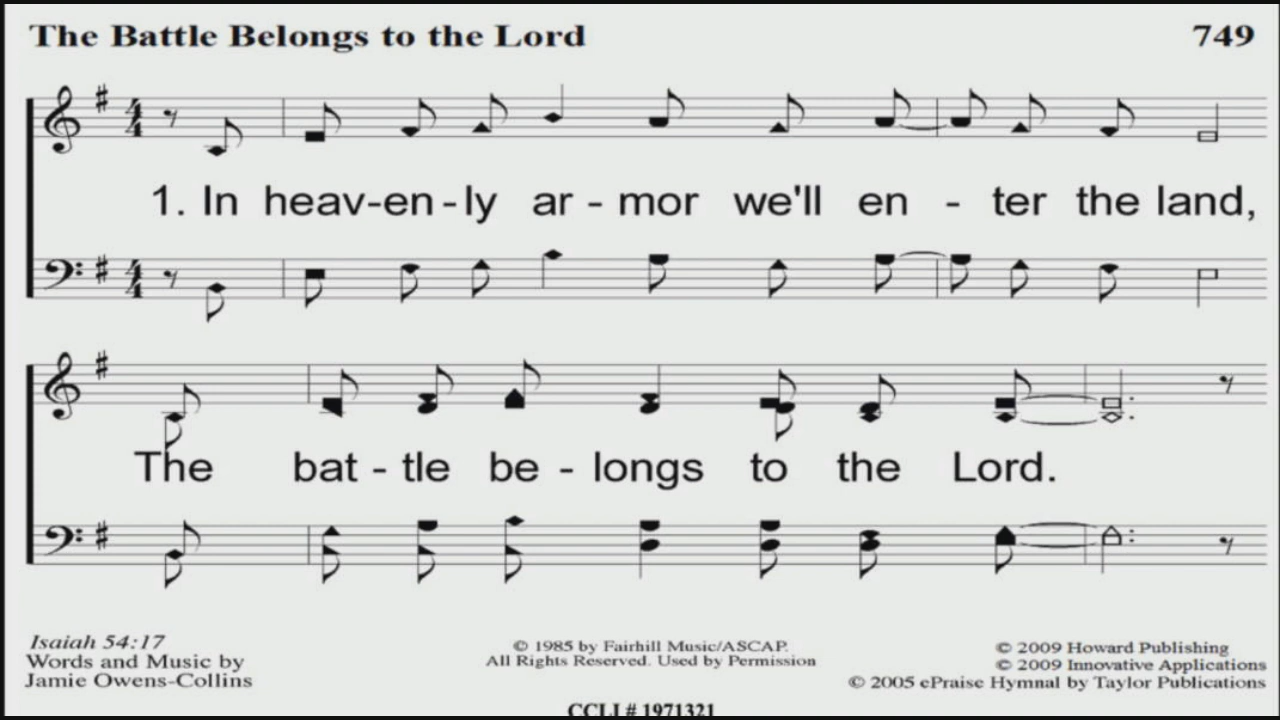 The Battle Belongs to the Lord 749
1. In heav-en-ly ar - mor we'll en - ter the land,
The bat - tle be - longs to the Lord.
Isaiah 54:17
Words and Music by
Jamie Owens-Collins
© 1985 by Fairhill Music/ASCAP.
All Rights Reserved. Used by Permission
© 2009 Howard Publishing
© 2009 Innovative Applications
© 2005 ePraise Hymnal by Taylor Publications
CCLI # 1971321